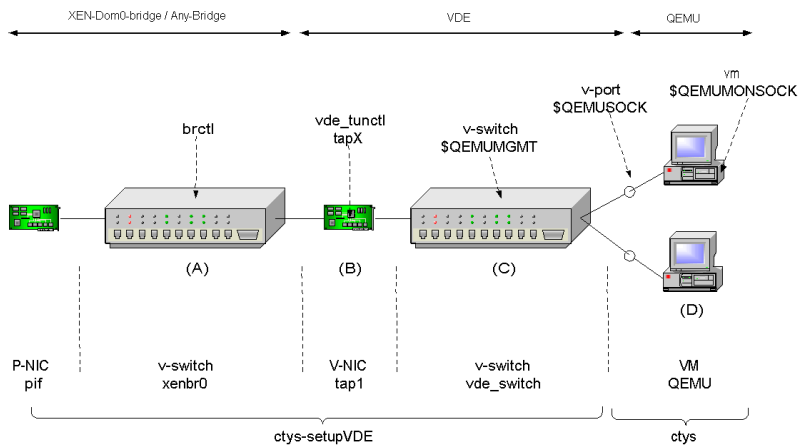 XEN-Dom0-bridge / Any-Bridge
VDE
QEMU
brctl
vde_tunctl
tapX
v-switch
$QEMUMGMT
v-port
$QEMUSOCK
vm
$QEMUMONSOCK
(A)
(B)
(C)
(D)
P-NIC
pif
v-switch
xenbr0
V-NIC
tap1
v-switch
vde_switch
VM
QEMU
ctys-setupVDE
ctys